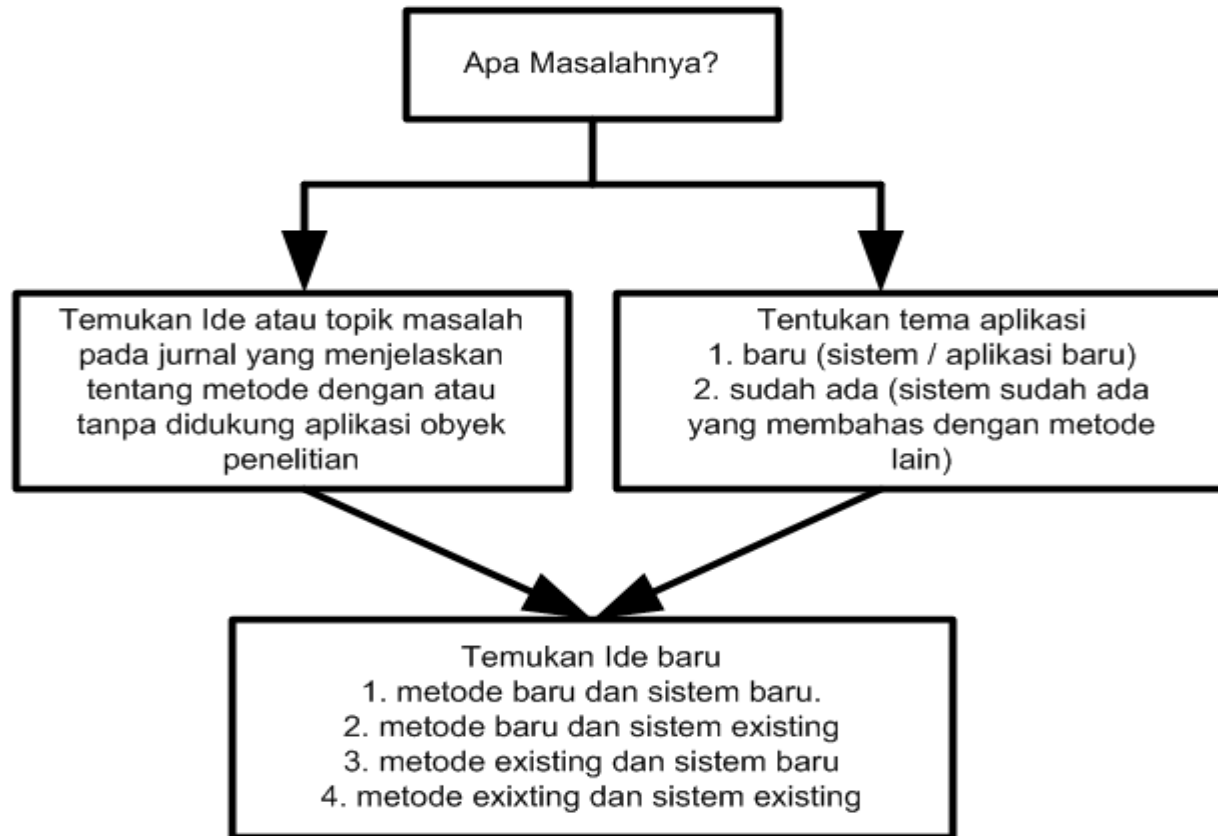 Apa Masalahnya?
Temukan Ide atau topik masalah
pada jurnal yang menjelaskan
tentang metode dengan atau
tanpa didukung aplikasi obyek
penelitian
Tentukan tema aplikasi
1. baru (sistem / aplikasi baru)
2. sudah ada (sistem sudah ada
yang membahas dengan metode
lain)
Temukan Ide baru
1. metode baru dan sistem baru.
2. metode baru dan sistem existing
3. metode existing dan sistem baru
4. metode exixting dan sistem existing